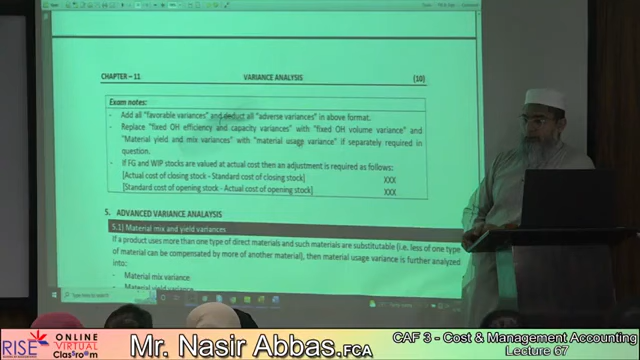 CHAPTER – 11 VARIANCE ANALYSIS (10)
Exam notes:
- Add all "favorable variances" and deduct all "adverse variances" in above format.
- Replace "fixed OH efficiency and capacity variances" with "fixed OH volume variance" and
"Material yield and mix variances" with "material usage variance" if separately required in
question.
- If FG and WIP stocks are valued at actual cost then an adjustment is required as follows:
[Actual cost of closing stock – Standard cost of closing stock] XXX
[Standard cost of opening stock - Actual cost of opening stock] XXX
5. ADVANCED VARIANCE ANALYSIS
5.1) Material mix and yield variances
If a product uses more than one type of direct materials and such materials are substitutable (i.e. less of one type
of material can be compensated by more of another material), then material usage variance is further analyzed
into:
- Material mix variance
- Material yield variance
RISE ONLINE VIRTUAL Classroom
Mr. Nasir Abbas.FCA
CAF 3 - Cost & Management Accounting
Lecture 67